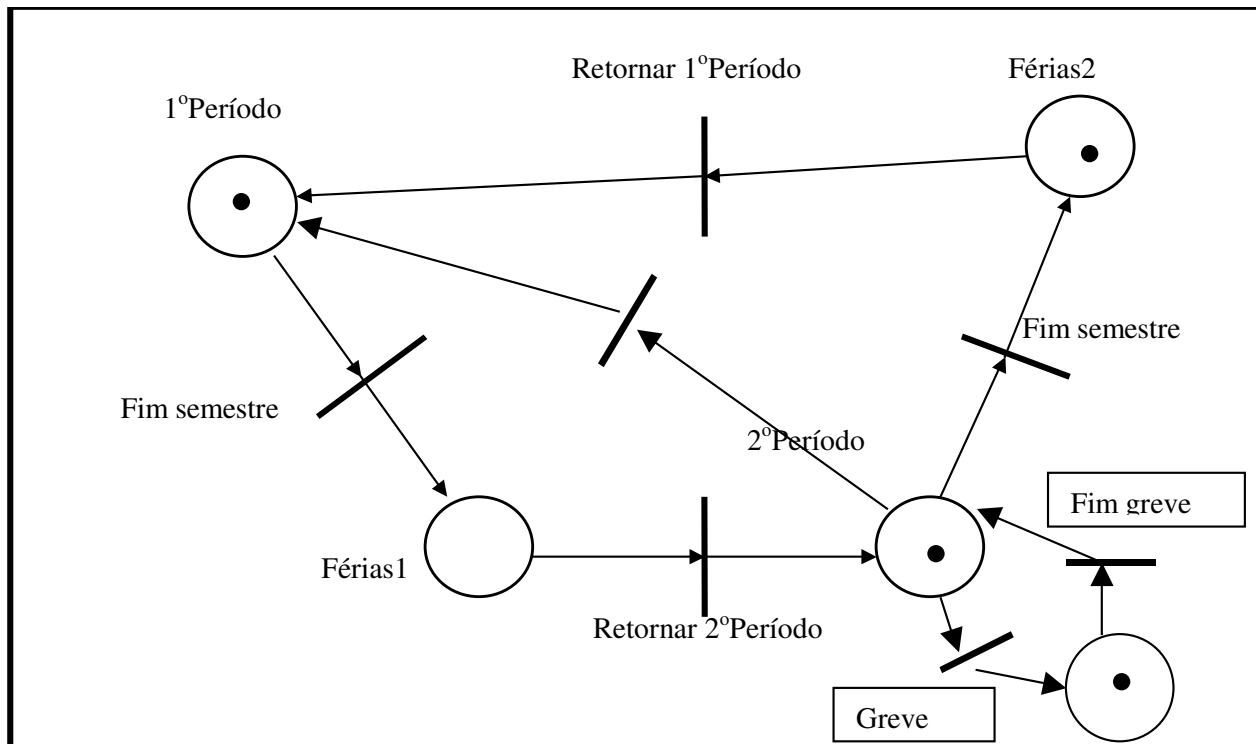 Retornar 1ºPeríodo
Férias2
1ºPeríodo
Fim semestre
Fim semestre
2ºPeríodo
Fim greve
Férias1
Retornar 2ºPeríodo
Greve